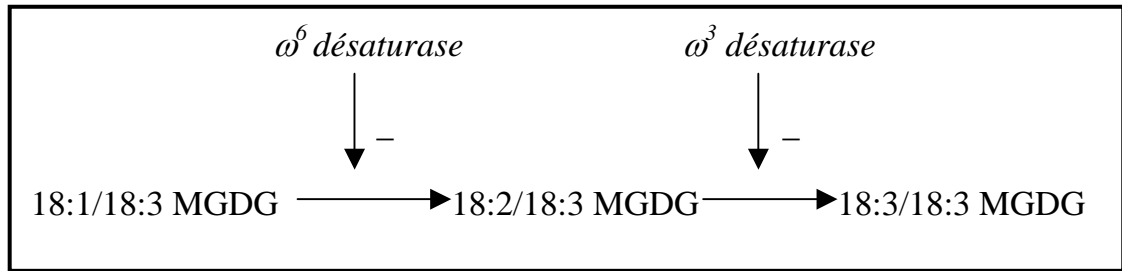 ω⁶ désaturase ω³ désaturase
– –
18:1/18:3 MGDG 18:2/18:3 MGDG 18:3/18:3 MGDG